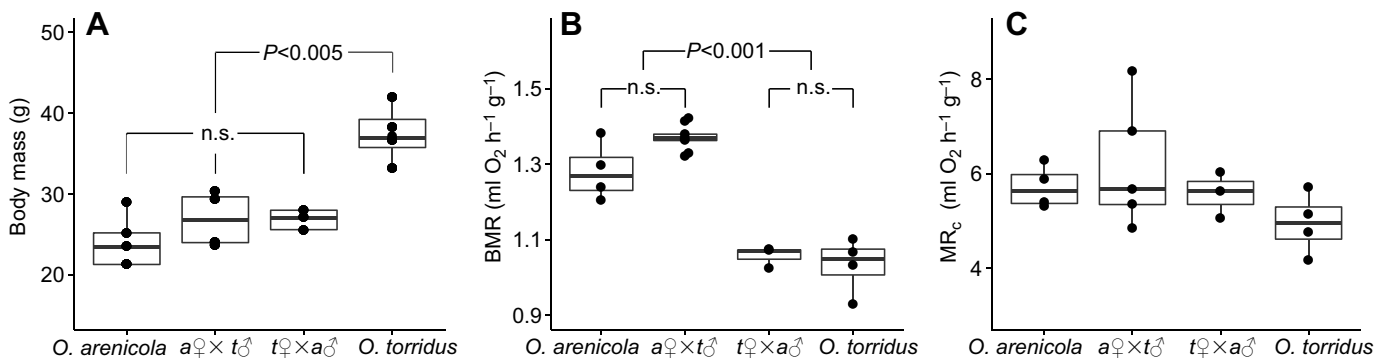 A
Body mass (g)
50
40
30
20
P<0.005
n.s.
O. arenicola
a♀× t♂
t♀×a♂
O. torridus
B
BMR (ml O2 h–1 g–1)
1.5
1.3
1.1
0.9
P<0.001
n.s.
n.s.
O. arenicola
a♀×t♂
t♀×a♂
O. torridus
C
MRc (ml O2 h–1 g–1)
8
6
4
O. arenicola
a♀×t♂
t♀×a♂
O. torridus